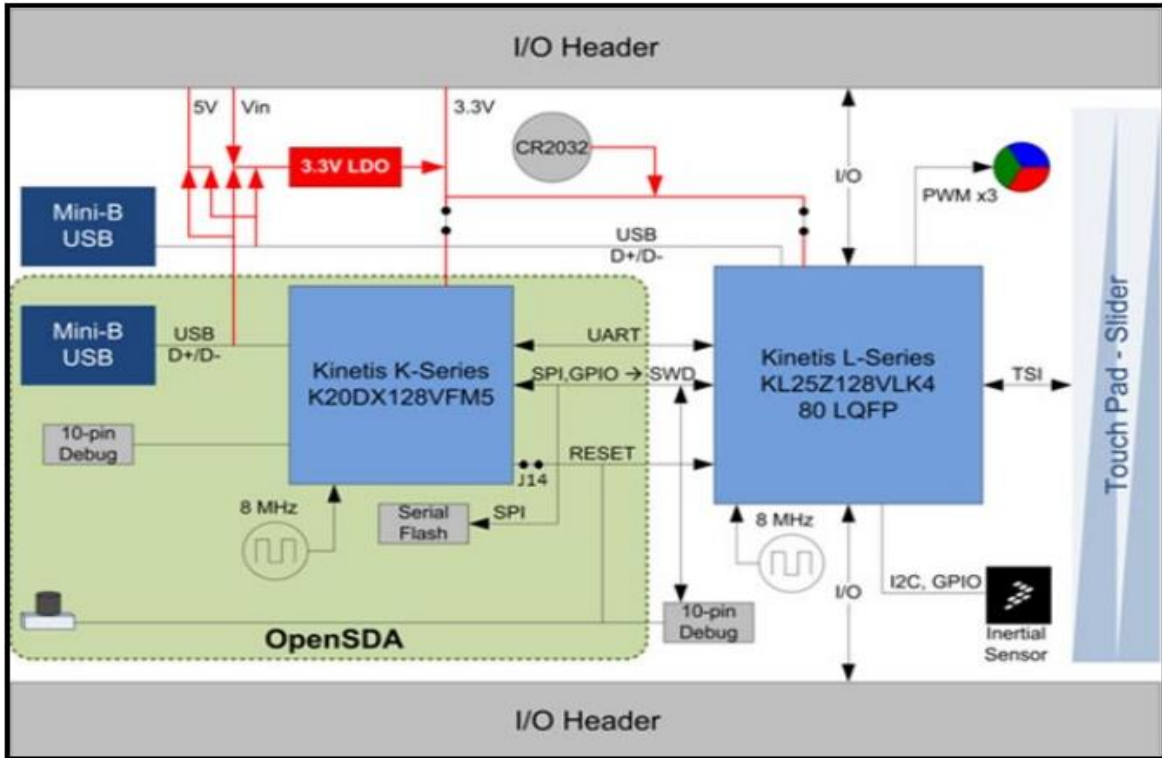 I/O Header
5V
Vin
3.3V
3.3V LDO
CR2032
I/O
PWM x3
Mini-B
USB
USB
D+/D-
Mini-B
USB
USB
D+/D-
Kinetis K-Series
K20DX128VFM5
UART
SPI,GPIO → SWD
RESET
J14
Kinetis L-Series
KL25Z128VLK4
80 LQFP
TSI
Touch Pad - Slider
10-pin
Debug
8 MHz
Serial
Flash
SPI
8 MHz
I/O
I2C, GPIO
Inertial
Sensor
10-pin
Debug
OpenSDA
I/O Header